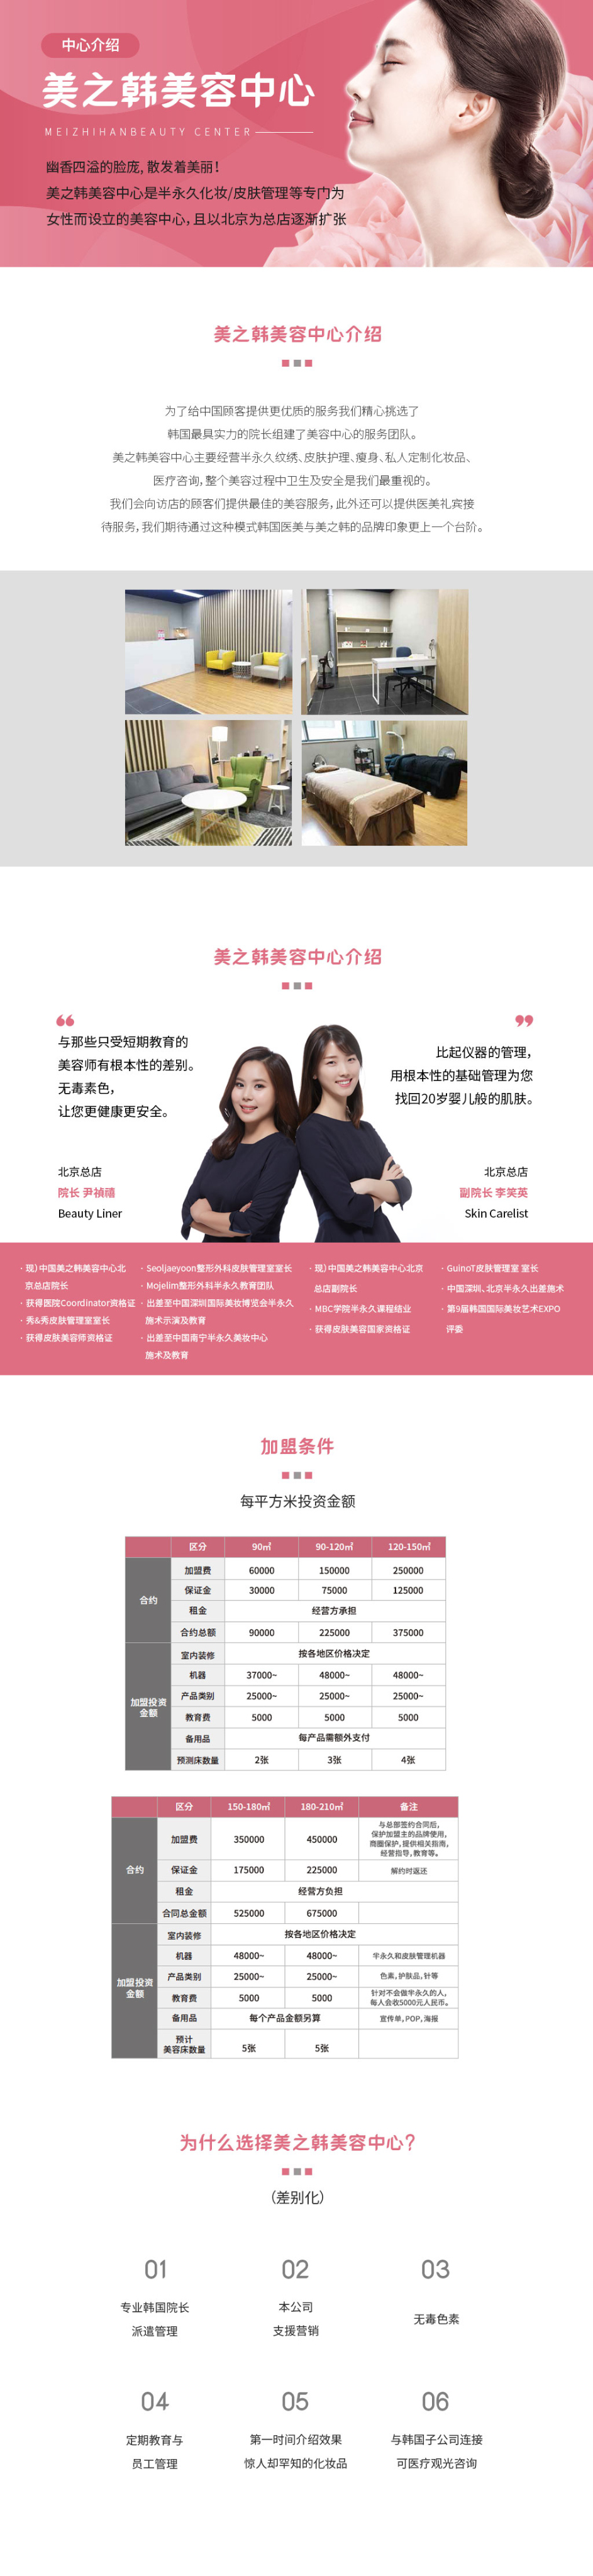 中心介绍
美之韩美容中心
MEIZHIHANBEAUTY CENTER
幽香四溢的脸庞, 散发着美丽!
美之韩美容中心是半永久化妆/皮肤管理等专门为
女性而设立的美容中心, 且以北京为总店逐渐扩张
美之韩美容中心介绍
为了给中国顾客提供更优质的服务我们精心挑选了
韩国最具实力的院长组建了美容中心的服务团队。
美之韩美容中心主要经营半永久纹绣、皮肤护理、瘦身、私人定制化妆品、
医疗咨询, 整个美容过程中卫生及安全是我们最重视的。
我们会向访店的顾客们提供最佳的美容服务, 此外还可以提供医美礼宾接
待服务, 我们期待通过这种模式韩国医美与美之韩的品牌印象更上一个台阶。
美之韩美容中心介绍
与那些只受短期教育的
美容师有根本性的差别。
无毒素色,
让您更健康更安全。
北京总店
院长 尹禎禧
Beauty Liner
比起仪器的管理,
用根本性的基础管理为您
找回20岁婴儿般的肌肤。
北京总店
副院长 李笑英
Skin Carelist
· 现) 中国美之韩美容中心北
京总店院长
· 获得医院Coordinator资格证
· 秀&秀皮肤管理室室长
· 获得皮肤美容师资格证
· Seoljaeyoon整形外科皮肤管理室室长
· Mojelim整形外科半永久教育团队
· 出差至中国深圳国际美妆博览会半永久
施术示演及教育
· 出差至中国南宁半永久美妆中心
施术及教育
· 现) 中国美之韩美容中心北京
总店副院长
· MBC学院半永久课程结业
· 获得皮肤美容国家资格证
· GuinoT皮肤管理室 室长
· 中国深圳、北京半永久出差施术
· 第9届韩国国际美妆艺术EXPO
评委
加盟条件
每平方米投资金额
区分 90㎡ 90-120㎡ 120-150㎡
合约
加盟费 60000 150000 250000
保证金 30000 75000 125000
租金 经营方承担
合约总额 90000 225000 375000
加盟投资
金额
室内装修 按各地区价格决定
机器 37000~ 48000~ 48000~
产品类别 25000~ 25000~ 25000~
教育费 5000 5000 5000
备用品 每产品需额外支付
预测床数量 2张 3张 4张
区分 150-180㎡ 180-210㎡ 备注
合约
加盟费 350000 450000
与总部签约合同后,
保护加盟主的品牌使用,
商圈保护, 提供相关指南,
经营指导, 教育等。
保证金 175000 225000 解约时返还
租金 经营方负担
合同总金额 525000 675000
加盟投资
金额
室内装修 按各地区价格决定
机器 48000~ 48000~ 半永久和皮肤管理机器
产品类别 25000~ 25000~ 色素, 护肤品, 针等
教育费 5000 5000
针对不会做半永久的人,
每人会收5000元人民币。
备用品 每个产品金额另算 宣传单, POP, 海报
预计
美容床数量 5张 5张
为什么选择美之韩美容中心?
(差别化)
01
专业韩国院长
派遣管理
02
本公司
支援营销
03
无毒色素
04
定期教育与
员工管理
05
第一时间介绍效果
惊人却罕知的化妆品
06
与韩国子公司连接
可医疗观光咨询